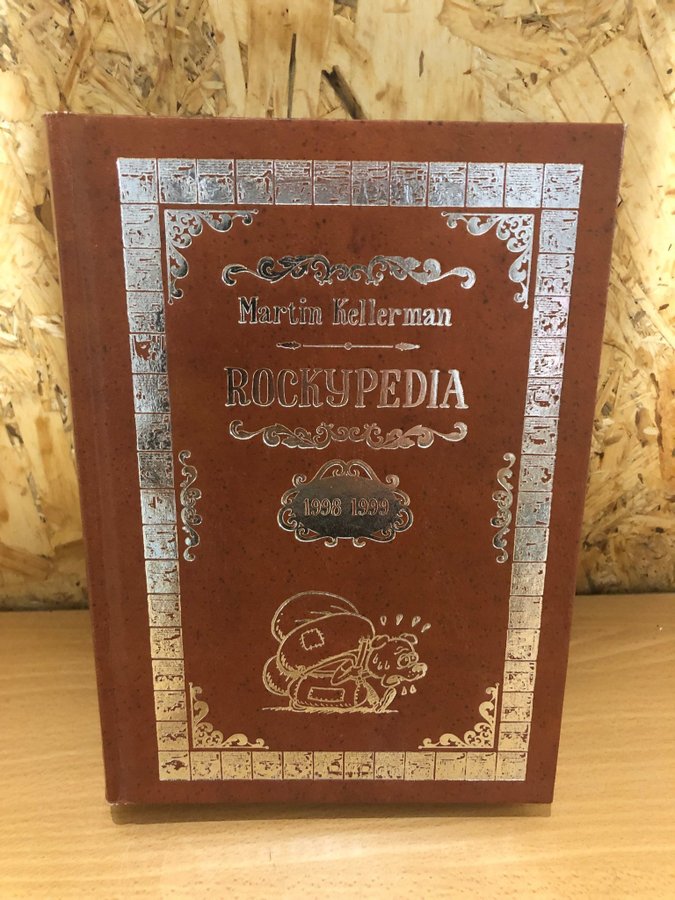 Martin Kellerman
ROCKYPEDIA
1998 1999